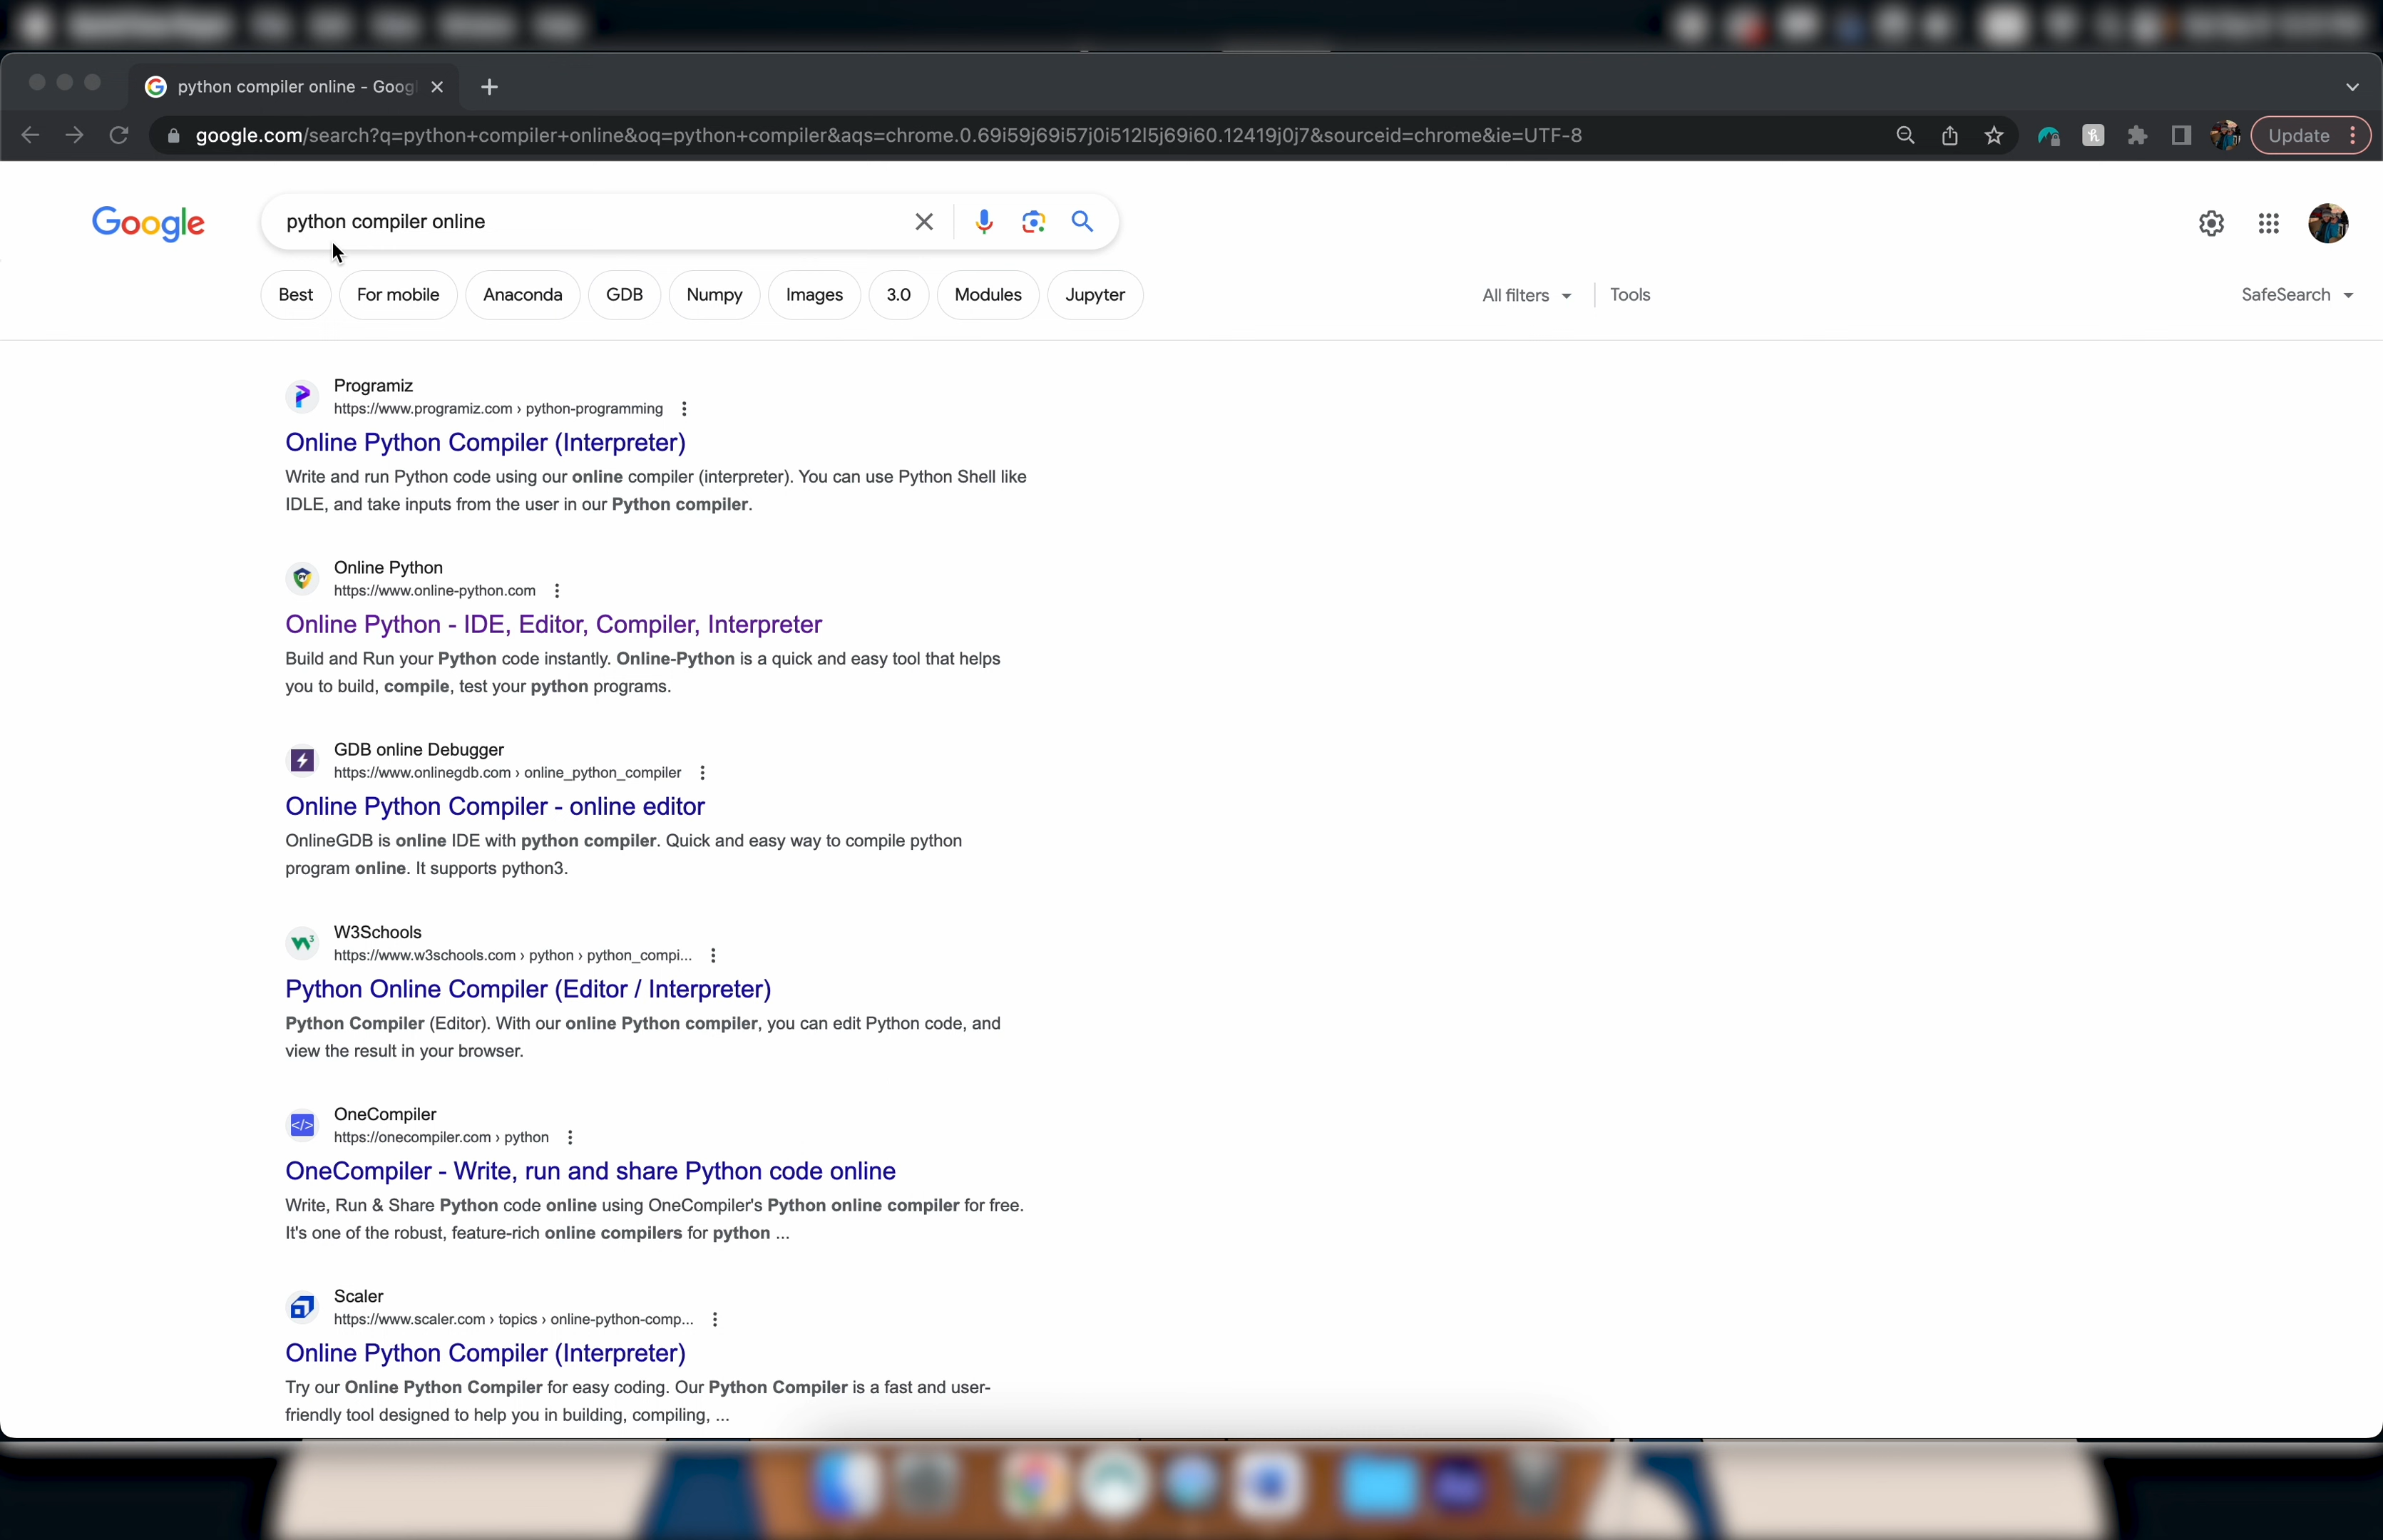 python compiler online - Goog
google.com/search?q=python+compiler+online&oq=python+compiler&aqs=chrome.0.69i59j69i57j0i512l5j69i60.12419j0j7&sourceid=chrome&ie=UTF-8
Update
Google
python compiler online
Best For mobile Anaconda GDB Numpy Images 3.0 Modules Jupyter All filters Tools SafeSearch
Programiz
https://www.programiz.com › python-programming
Online Python Compiler (Interpreter)
Write and run Python code using our online compiler (interpreter). You can use Python Shell like
IDLE, and take inputs from the user in our Python compiler.
Online Python
https://www.online-python.com
Online Python - IDE, Editor, Compiler, Interpreter
Build and Run your Python code instantly. Online-Python is a quick and easy tool that helps
you to build, compile, test your python programs.
GDB online Debugger
https://www.onlinegdb.com › online_python_compiler
Online Python Compiler - online editor
OnlineGDB is online IDE with python compiler. Quick and easy way to compile python
program online. It supports python3.
W3Schools
https://www.w3schools.com › python › python_compi...
Python Online Compiler (Editor / Interpreter)
Python Compiler (Editor). With our online Python compiler, you can edit Python code, and
view the result in your browser.
OneCompiler
https://onecompiler.com › python
OneCompiler - Write, run and share Python code online
Write, Run & Share Python code online using OneCompiler's Python online compiler for free.
It's one of the robust, feature-rich online compilers for python ...
Scaler
https://www.scaler.com › topics › online-python-comp...
Online Python Compiler (Interpreter)
Try our Online Python Compiler for easy coding. Our Python Compiler is a fast and user-
friendly tool designed to help you in building, compiling, ...